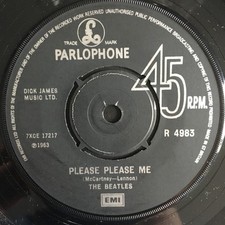 TRADE MARK
PARLOPHONE
45
R.P.M.
DICK JAMES
MUSIC LTD.
7XCE 17217
℗1963
R 4983
PLEASE PLEASE ME
(McCartney-Lennon)
THE BEATLES
EMI